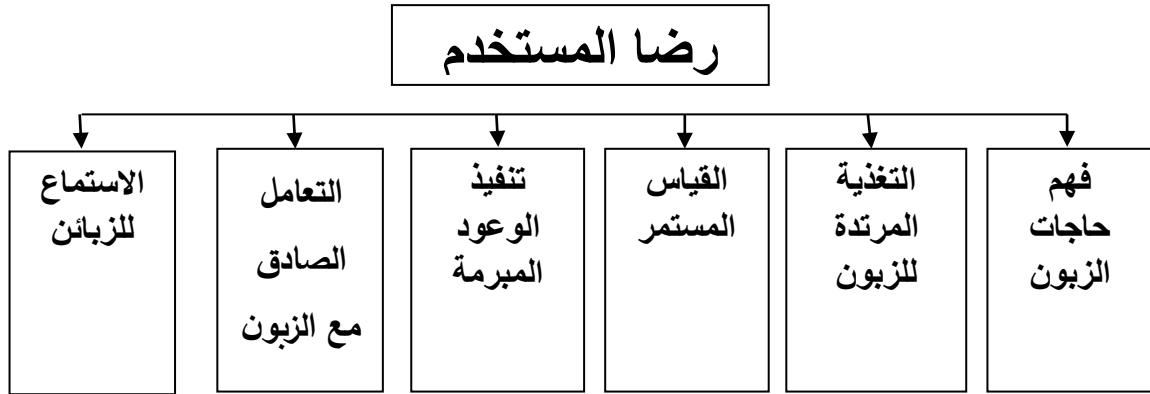 رضا المستخدم
فهم
حاجات
الزبون
التغذية
المرتدة
للزبون
القياس
المستمر
تنفيذ
الوعود
المبرمة
التعامل
الصادق
مع الزبون
الاستماع
للزبائن